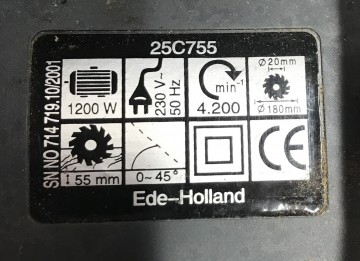 25C755
SN.NO 714 719.10/2001
1200 W
230 V~
50 Hz
min-¹
4.200
Ø20mm
Ø180mm
55 mm
0~ 45°
CE
Ede-Holland